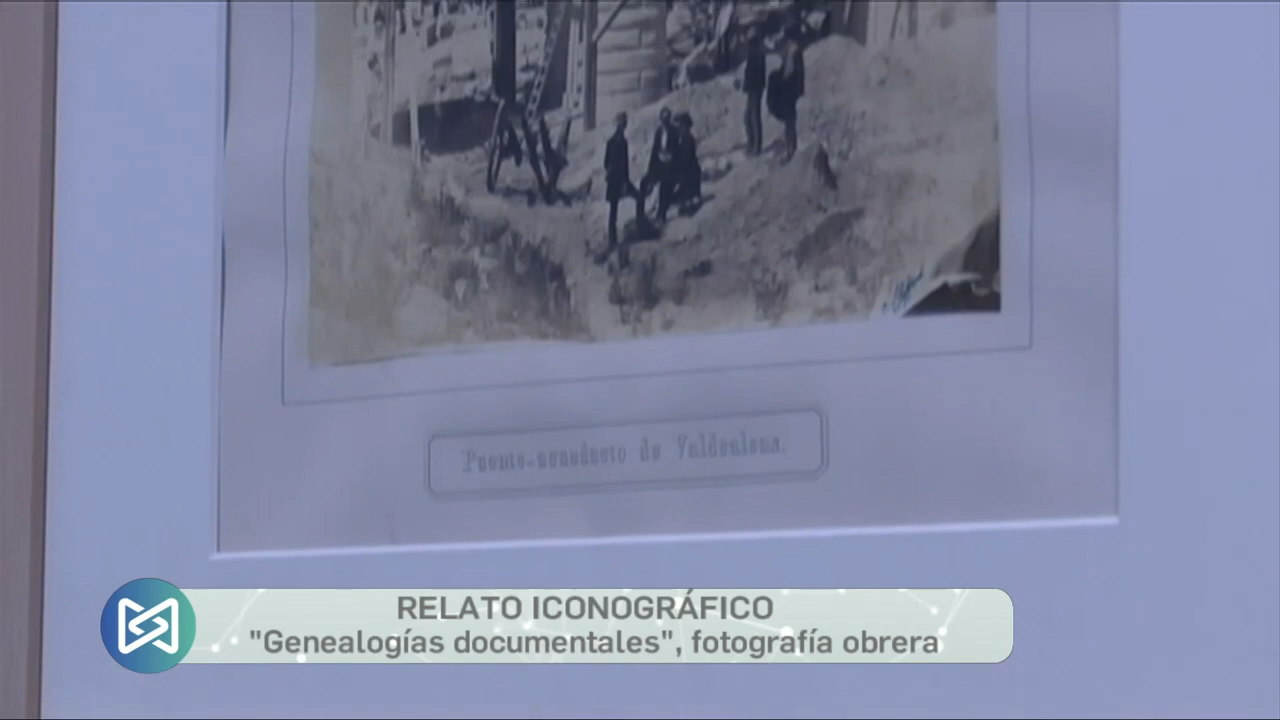 Puente-acueducto de Valdealena.
RELATO ICONOGRÁFICO
"Genealogías documentales", fotografía obrera